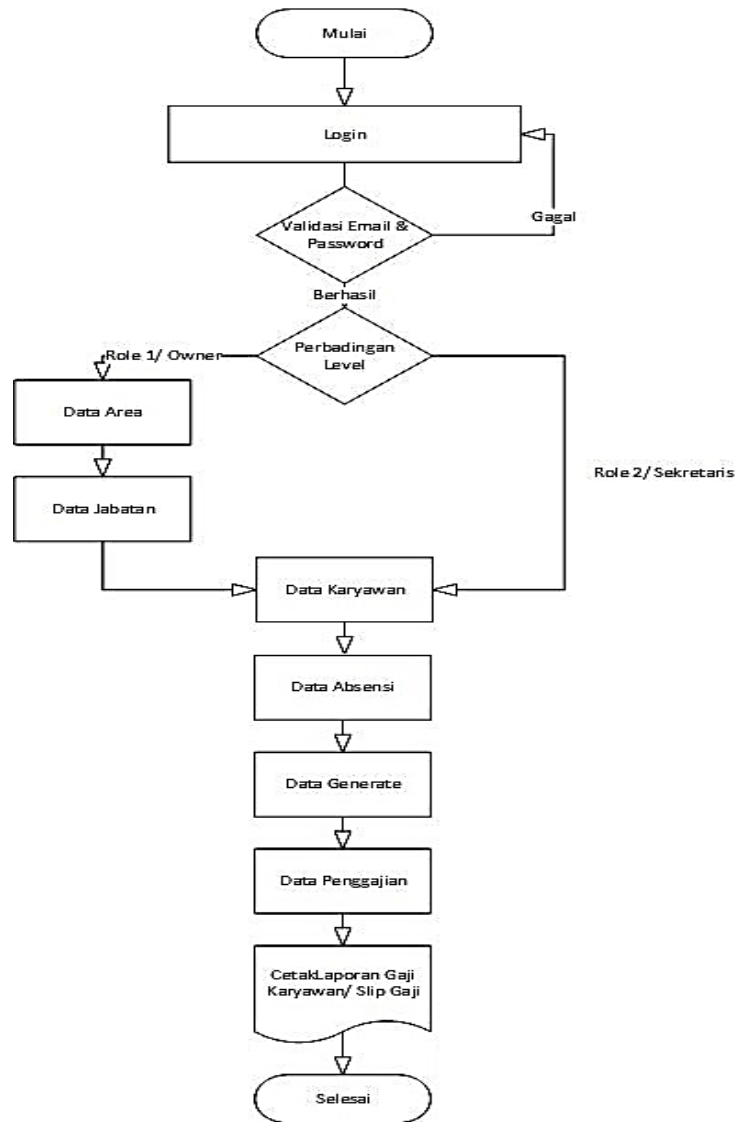 Mulai
Login
Gagal
Validasi Email &
Password
Berhasil
Perbadingan
Level
Role 1/ Owner
Data Area
Role 2/ Sekretaris
Data Jabatan
Data Karyawan
Data Absensi
Data Generate
Data Penggajian
CetakLaporan Gaji
Karyawan/ Slip Gaji
Selesai